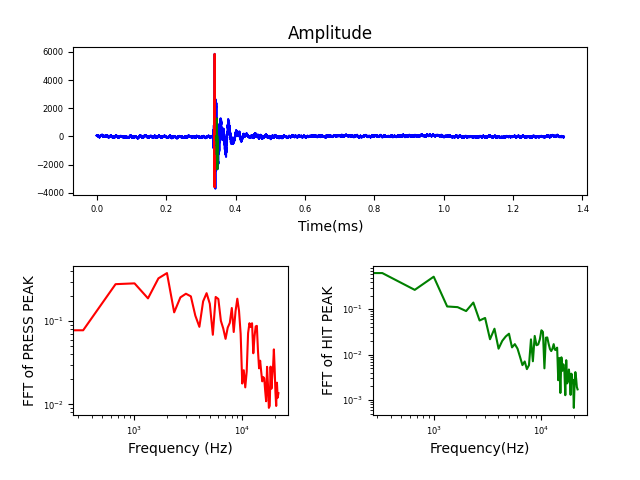 Amplitude
6000
4000
2000
0
−2000
−4000
0.0 0.2 0.4 0.6 0.8 1.0 1.2 1.4
Time(ms)
FFT of PRESS PEAK
10⁻¹
10⁻²
10³ 10⁴
Frequency (Hz)
FFT of HIT PEAK
10⁻¹
10⁻²
10⁻³
10³ 10⁴
Frequency(Hz)